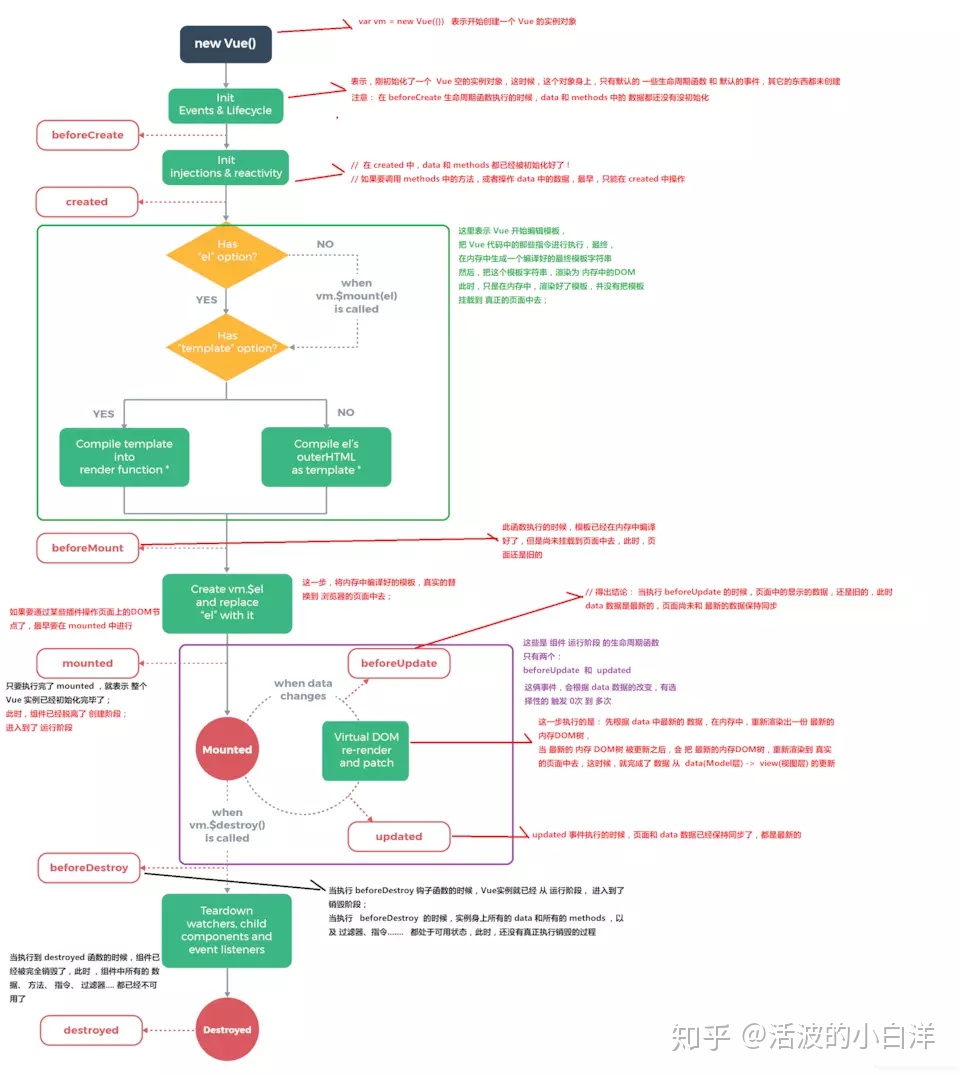 var vm = new Vue({}) 表示开始创建一个 Vue 的实例对象
new Vue()
表示，刚初始化了一个 Vue 空的实例对象，这时候，这个对象身上，只有默认的 一些生命周期函数 和 默认的事件，其它的东西都未创建
注意： 在 beforeCreate 生命周期函数执行的时候，data 和 methods 中的 数据都还没有没初始化
Init
Events & Lifecycle
beforeCreate
Init
injections & reactivity
// 在 created 中，data 和 methods 都已经被初始化好了！
// 如果要调用 methods 中的方法，或者操作 data 中的数据，最早，只能在 created 中操作
created
这里表示 Vue 开始编辑模板，
把 Vue 代码中的那些指令进行执行，最终，
在内存中生成一个编译好的最终模板字符串
然后，把这个模板字符串，渲染为 内存中的DOM
此时，只是在内存中，渲染好了模板，并没有把模板
挂载到 真正的页面中去；
Has
"el" option?
NO
when
vm.$mount(el)
is called
YES
Has
"template" option?
YES
NO
Compile template
into
render function *
Compile el's
outerHTML
as template *
此函数执行的时候，模板已经在内存中编译
好了，但是尚未挂载到页面中去，此时，页
面还是旧的
beforeMount
Create vm.$el
and replace
"el" with it
这一步，将内存中编译好的模板，真实的替
换到 浏览器的页面中去；
如果要通过某些插件操作页面上的DOM节
点了，最早要在 mounted 中进行
// 得出结论： 当执行 beforeUpdate 的时候，页面中的显示的数据，还是旧的，此时
data 数据是最新的，页面尚未和 最新的数据保持同步
mounted
只要执行完了 mounted ，就表示 整个
Vue 实例已经初始化完毕了；
此时，组件已经脱离了 创建阶段；
进入到了 运行阶段
beforeUpdate
when data
changes
这些是 组件 运行阶段 的生命周期函数
只有两个：
beforeUpdate 和 updated
这俩事件，会根据 data 数据的改变，有选
择性的 触发 0次 到 多次
Mounted
Virtual DOM
re-render
and patch
这一步执行的是： 先根据 data 中最新的 数据，在内存中，重新渲染出一份 最新的
内存DOM树，
当 最新的 内存 DOM树 被更新之后，会 把 最新的内存DOM树，重新渲染到 真实
的页面中去，这时候，就完成了 数据 从 data(Model层) -> view(视图层) 的更新
when
vm.$destroy()
is called
updated
updated 事件执行的时候，页面和 data 数据已经保持同步了，都是最新的
beforeDestroy
当执行 beforeDestroy 钩子函数的时候，Vue实例就已经 从 运行阶段， 进入到了
销毁阶段；
当执行 beforeDestroy 的时候，实例身上所有的 data 和所有的 methods ，以
及 过滤器、指令....... 都处于可用状态，此时，还没有真正执行销毁的过程
Teardown
watchers, child
components and
event listeners
当执行到 destroyed 函数的时候，组件已
经被完全销毁了，此时 ，组件中所有的 数
据、 方法、 指令、 过滤器.... 都已经不可
用了
destroyed
Destroyed
知乎 @活波的小白洋